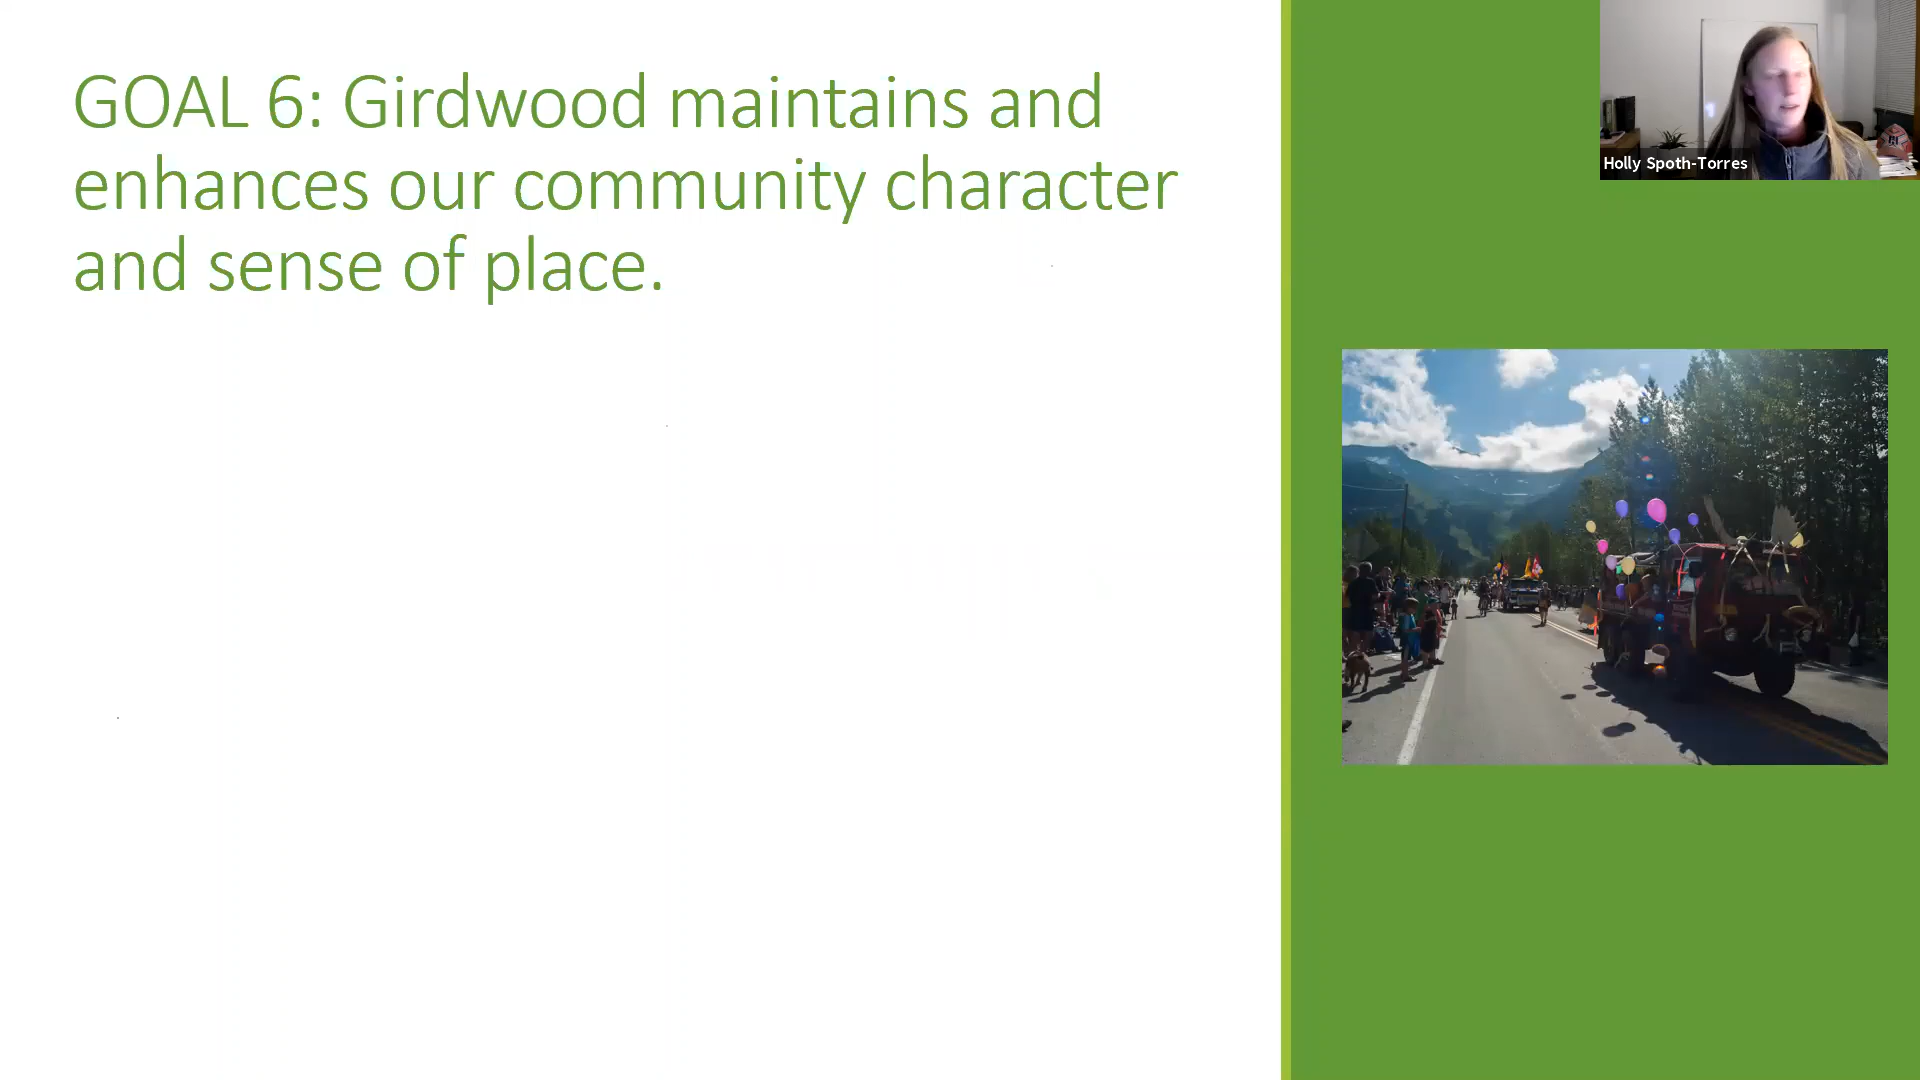 GOAL 6: Girdwood maintains and
enhances our community character
and sense of place.
Holly Spoth-Torres